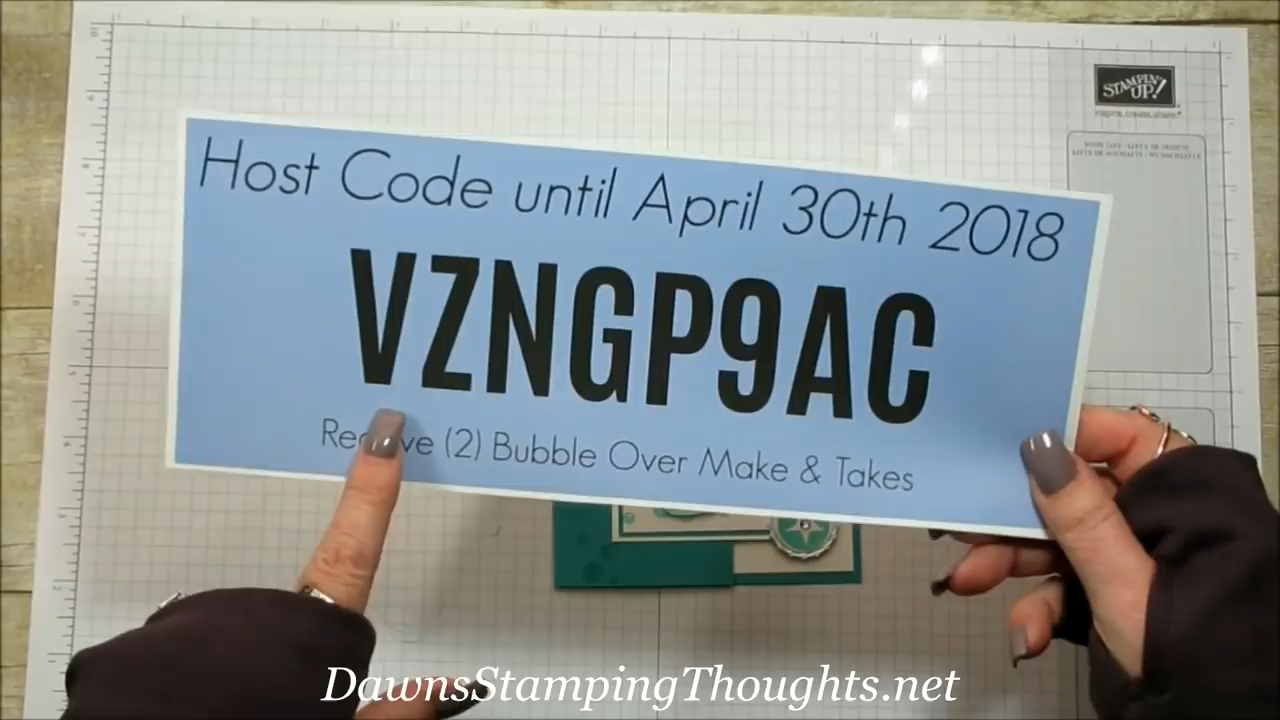 STAMPIN' UP!
Host Code until April 30th 2018
VZNGP9AC
(2) Bubble Over Make & Takes
DawnsStampingThoughts.net